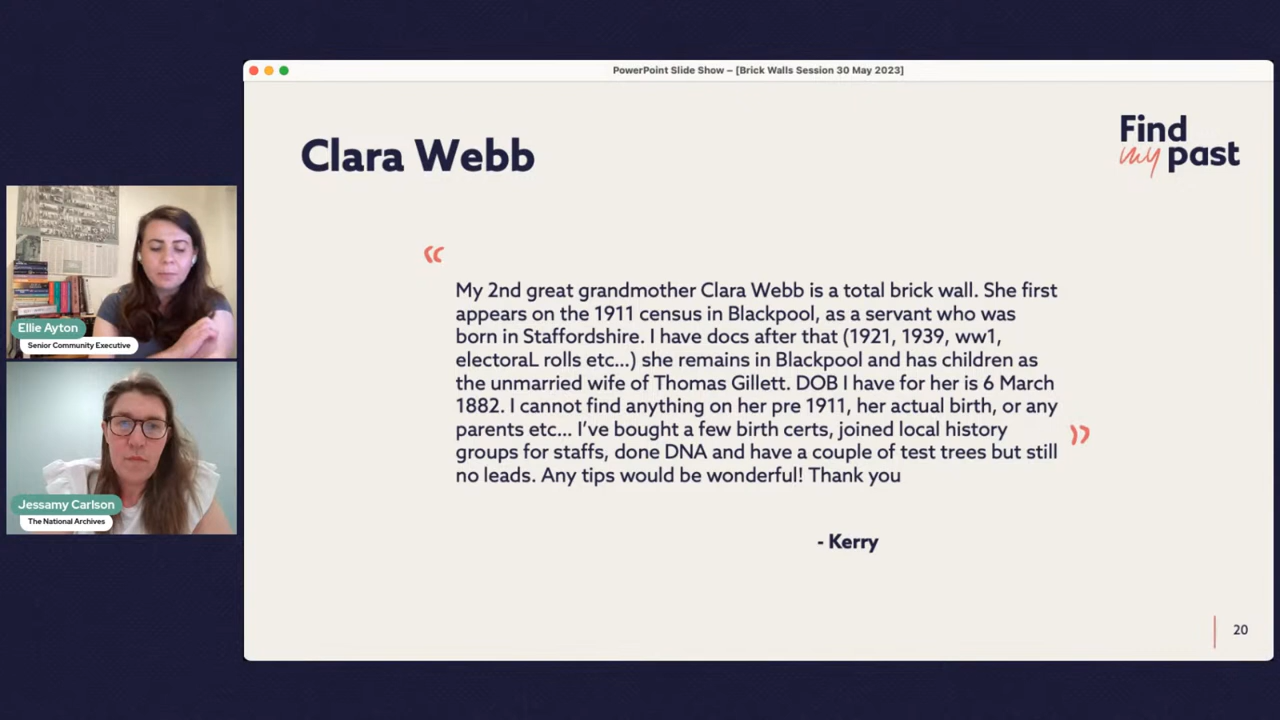 PowerPoint Slide Show – [Brick Walls Session 30 May 2023]
Clara Webb
Find
my past
“
My 2nd great grandmother Clara Webb is a total brick wall. She first
appears on the 1911 census in Blackpool, as a servant who was
born in Staffordshire. I have docs after that (1921, 1939, ww1,
electoraL rolls etc...) she remains in Blackpool and has children as
the unmarried wife of Thomas Gillett. DOB I have for her is 6 March
1882. I cannot find anything on her pre 1911, her actual birth, or any
parents etc... I’ve bought a few birth certs, joined local history
groups for staffs, done DNA and have a couple of test trees but still
no leads. Any tips would be wonderful! Thank you
”
- Kerry
20
Ellie Ayton
Senior Community Executive
Jessamy Carlson
The National Archives